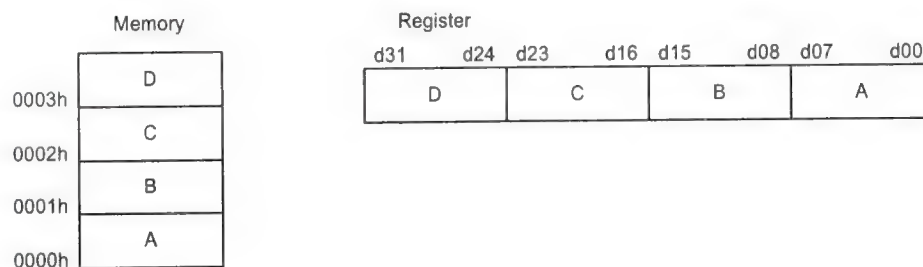 Memory
D
0003h
C
0002h
B
0001h
A
0000h
Register
d31 d24 d23 d16 d15 d08 d07 d00
D C B A